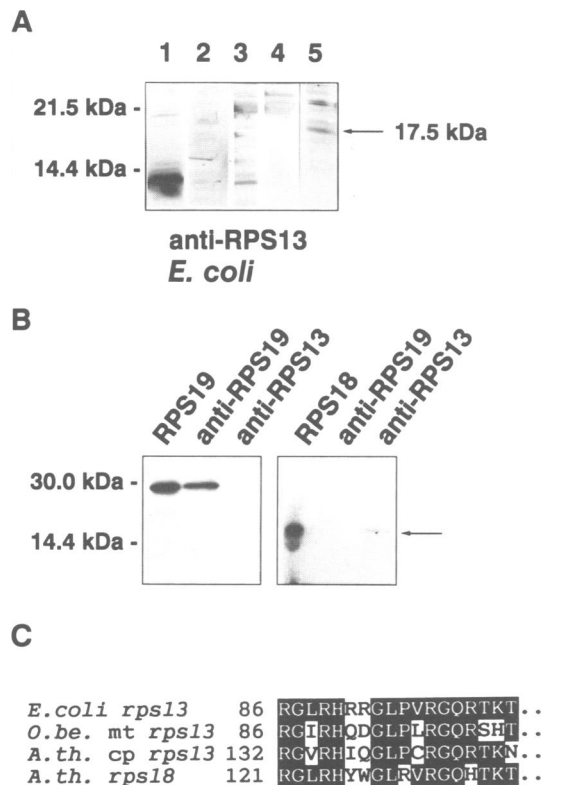 A
1 2 3 4 5
21.5 kDa -
17.5 kDa
14.4 kDa -
anti-RPS13
E. coli
B
RPS19 anti-RPS19 anti-RPS13 RPS18 anti-RPS19 anti-RPS13
30.0 kDa -
14.4 kDa -
C
E.coli rps13 86 RGLRHRRGLPVRGQRTKT..
O.be. mt rps13 86 RGIRHQDGLPLRGQRSHT..
A.th. cp rps13 132 RGVRHIQGLPCRGQRTKN..
A.th. rps18 121 RGLRHYWGLRVRGQHTKT..